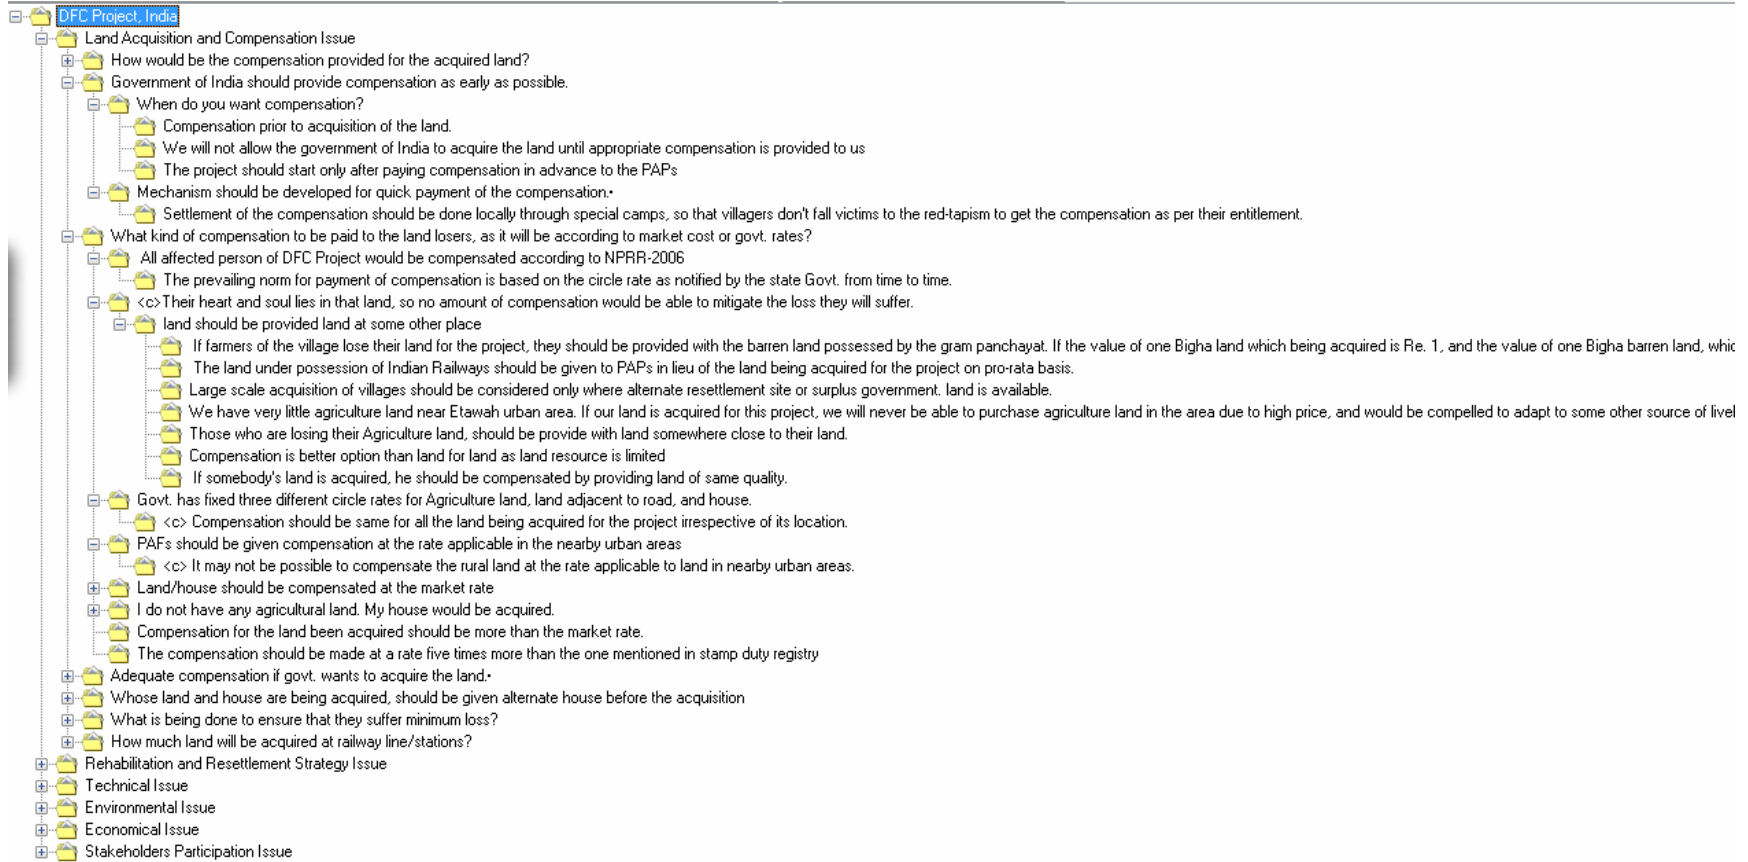 DFC Project, India
Land Acquisition and Compensation Issue
How would be the compensation provided for the acquired land?
Government of India should provide compensation as early as possible.
When do you want compensation?
Compensation prior to acquisition of the land.
We will not allow the government of India to acquire the land until appropriate compensation is provided to us
The project should start only after paying compensation in advance to the PAPs
Mechanism should be developed for quick payment of the compensation.•
Settlement of the compensation should be done locally through special camps, so that villagers don't fall victims to the red-tapism to get the compensation as per their entitlement.
What kind of compensation to be paid to the land losers, as it will be according to market cost or govt. rates?
All affected person of DFC Project would be compensated according to NPRR-2006
The prevailing norm for payment of compensation is based on the circle rate as notified by the state Govt. from time to time.
<c>Their heart and soul lies in that land, so no amount of compensation would be able to mitigate the loss they will suffer.
land should be provided land at some other place
If farmers of the village lose their land for the project, they should be provided with the barren land possessed by the gram panchayat. If the value of one Bigha land which being acquired is Re. 1, and the value of one Bigha barren land,
The land under possession of Indian Railways should be given to PAPs in lieu of the land being acquired for the project on pro-rata basis.
Large scale acquisition of villages should be considered only where alternate resettlement site or surplus government. land is available.
We have very little agriculture land near Etawah urban area. If our land is acquired for this project, we will never be able to purchase agriculture land in the area due to high price, and would be compelled to adapt to some other source of
Those who are losing their Agriculture land, should be provide with land somewhere close to their land.
Compensation is better option than land for land as land resource is limited
If somebody's land is acquired, he should be compensated by providing land of same quality.
Govt. has fixed three different circle rates for Agriculture land, land adjacent to road, and house.
<c> Compensation should be same for all the land being acquired for the project irrespective of its location.
PAFs should be given compensation at the rate applicable in the nearby urban areas
<c> It may not be possible to compensate the rural land at the rate applicable to land in nearby urban areas.
Land/house should be compensated at the market rate
I do not have any agricultural land. My house would be acquired.
Compensation for the land been acquired should be more than the market rate.
The compensation should be made at a rate five times more than the one mentioned in stamp duty registry
Adequate compensation if govt. wants to acquire the land.•
Whose land and house are being acquired, should be given alternate house before the acquisition
What is being done to ensure that they suffer minimum loss?
How much land will be acquired at railway line/stations?
Rehabilitation and Resettlement Strategy Issue
Technical Issue
Environmental Issue
Economical Issue
Stakeholders Participation Issue